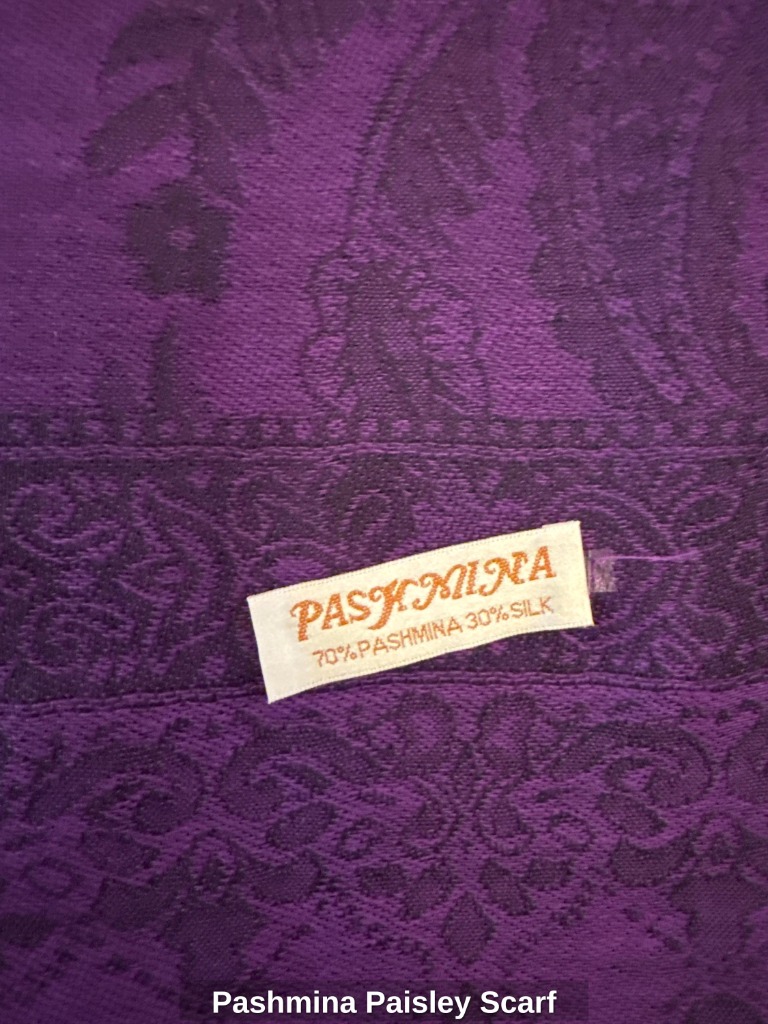 PASHMINA
70%PASHMINA 30%SILK
Pashmina Paisley Scarf